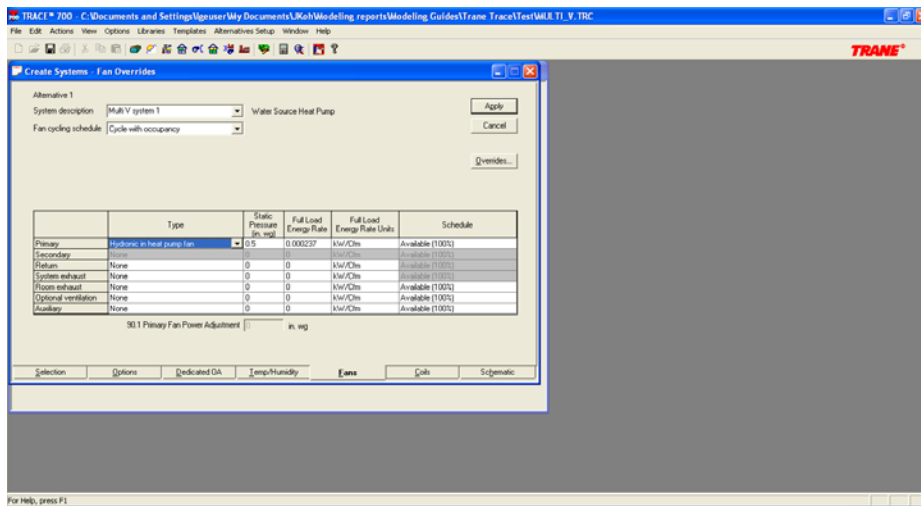 TRACE® 700 - C:\Documents and Settings\lgeuser\My Documents\JKoh\Modeling reports\Modeling Guides\Trane Trace\Test\MULTI_V.TRC
File Edit Actions View Options Libraries Templates Alternatives Setup Window Help
TRANE®
Create Systems - Fan Overrides
Alternative 1
System description Multi V system 1 Water Source Heat Pump
Fan cycling schedule Cycle with occupancy
Apply
Cancel
Overrides...
Type Static Pressure (in. wg) Full Load Energy Rate Full Load Energy Rate Units Schedule
Primary Hydronic in heat pump fan 0.5 0.000237 kW/Cfm Available (100%)
Secondary None 0 0 kW/Cfm Available (100%)
Return None 0 0 kW/Cfm Available (100%)
System exhaust None 0 0 kW/Cfm Available (100%)
Room exhaust None 0 0 kW/Cfm Available (100%)
Optional ventilation None 0 0 kW/Cfm Available (100%)
Auxiliary None 0 0 kW/Cfm Available (100%)
90.1 Primary Fan Power Adjustment 0 in. wg
Selection Options Dedicated OA Temp/Humidity Fans Coils Schematic
For Help, press F1